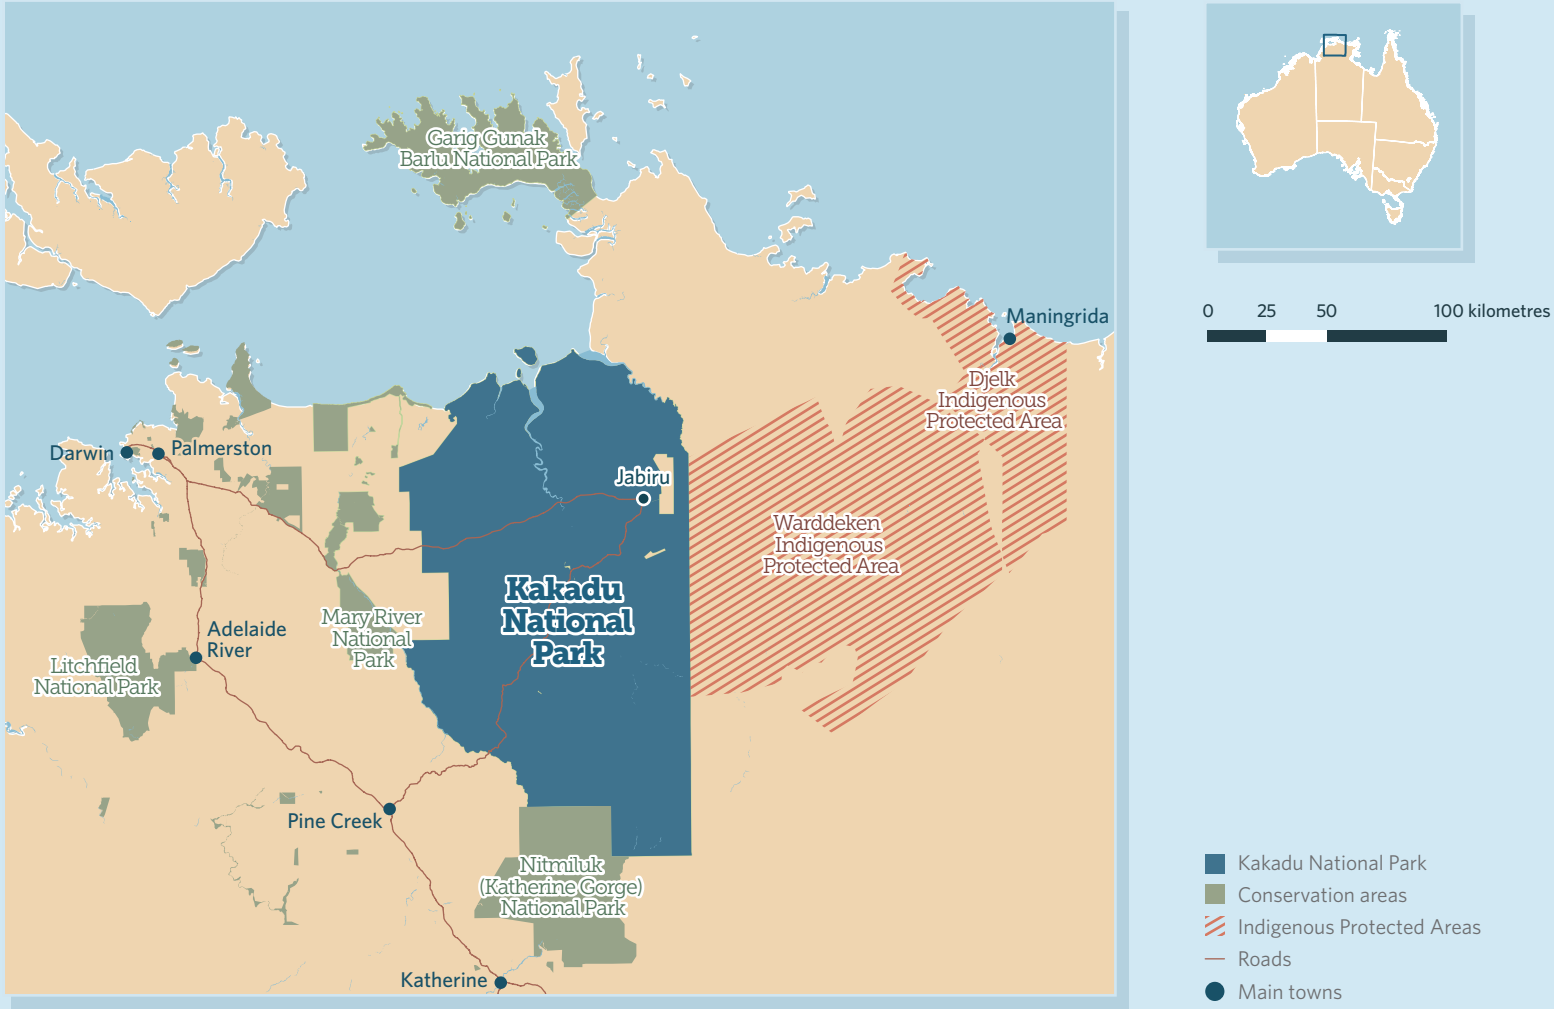 Garig Gunak
Barlu National Park
Maningrida
Djelk
Indigenous
Protected Area
Darwin
Palmerston
Jabiru
Warddeken
Indigenous
Protected Area
Kakadu
National
Park
Mary River
National
Park
Adelaide
River
Litchfield
National Park
Pine Creek
Nitmiluk
(Katherine Gorge)
National Park
Katherine
0 25 50 100 kilometres
Kakadu National Park
Conservation areas
Indigenous Protected Areas
Roads
Main towns